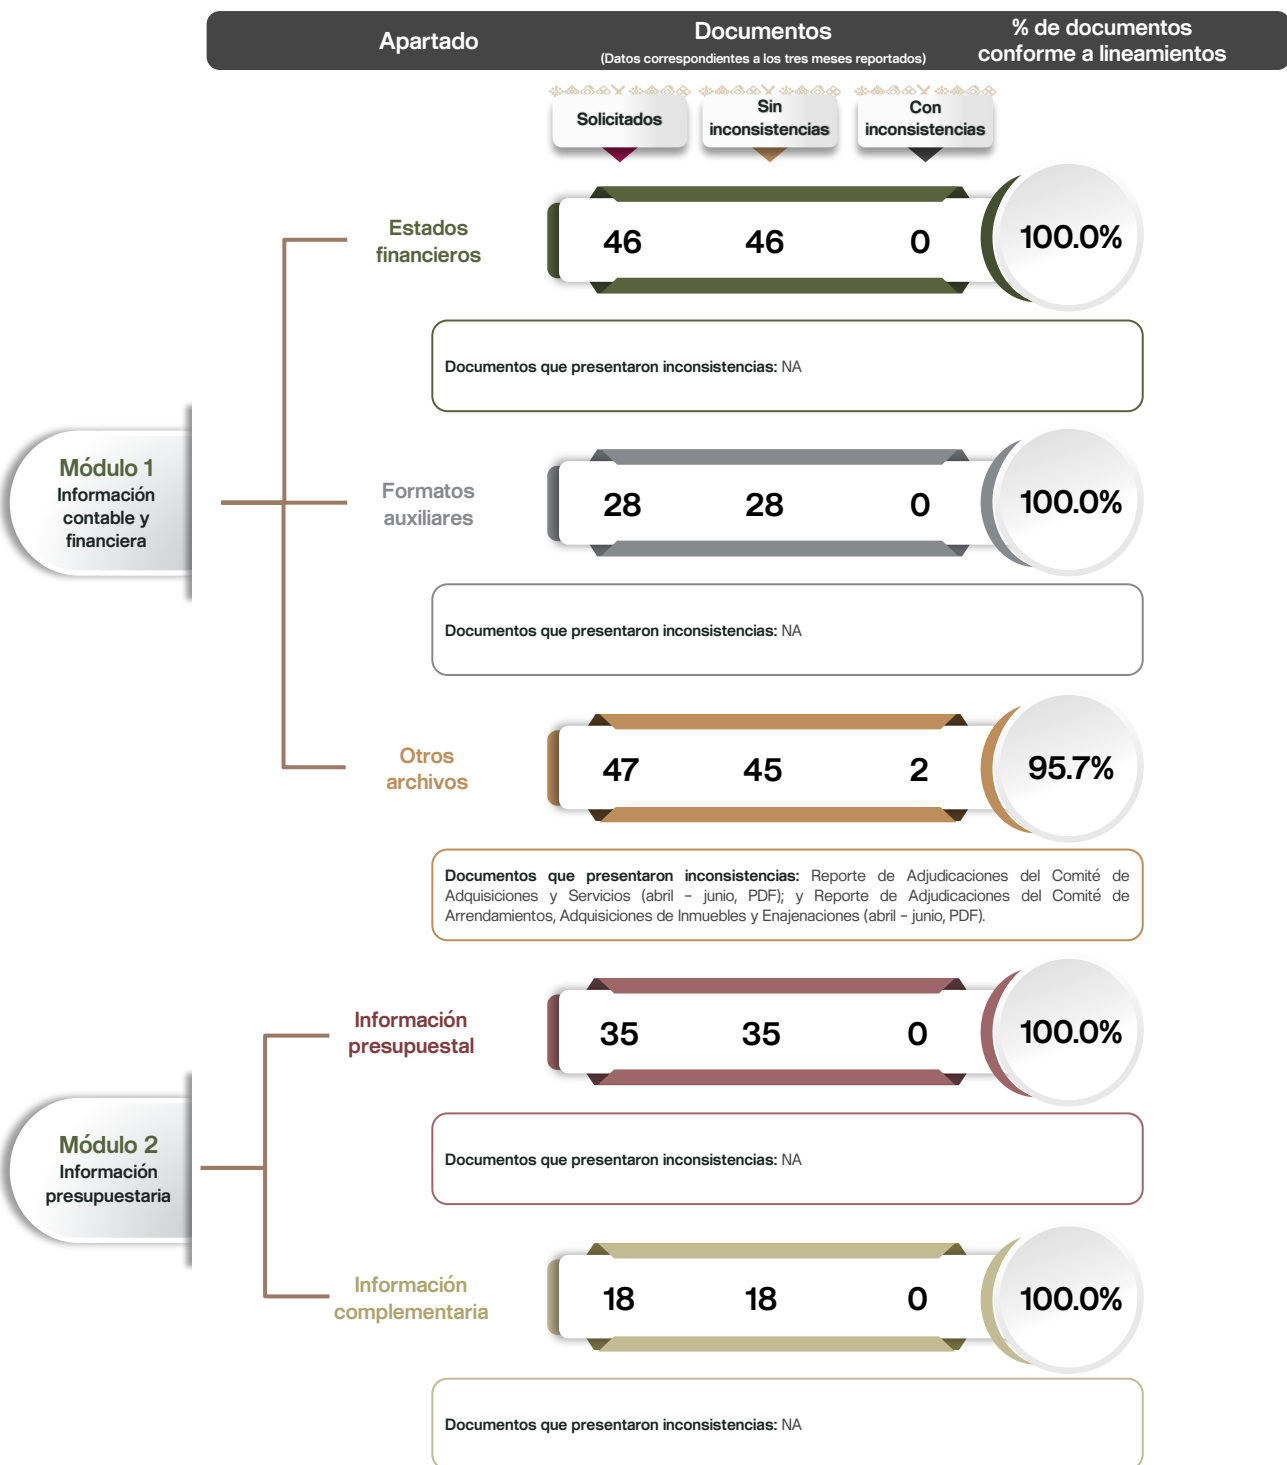 Apartado
Documentos
(Datos correspondientes a los tres meses reportados)
% de documentos
conforme a lineamientos
Solicitados
Sin
inconsistencias
Con
inconsistencias
Módulo 1
Información
contable y
financiera
Estados
financieros
46 46 0 100.0%
Documentos que presentaron inconsistencias: NA
Formatos
auxiliares
28 28 0 100.0%
Documentos que presentaron inconsistencias: NA
Otros
archivos
47 45 2 95.7%
Documentos que presentaron inconsistencias: Reporte de Adjudicaciones del Comité de
Adquisiciones y Servicios (abril – junio, PDF); y Reporte de Adjudicaciones del Comité de
Arrendamientos, Adquisiciones de Inmuebles y Enajenaciones (abril – junio, PDF).
Módulo 2
Información
presupuestaria
Información
presupuestal
35 35 0 100.0%
Documentos que presentaron inconsistencias: NA
Información
complementaria
18 18 0 100.0%
Documentos que presentaron inconsistencias: NA